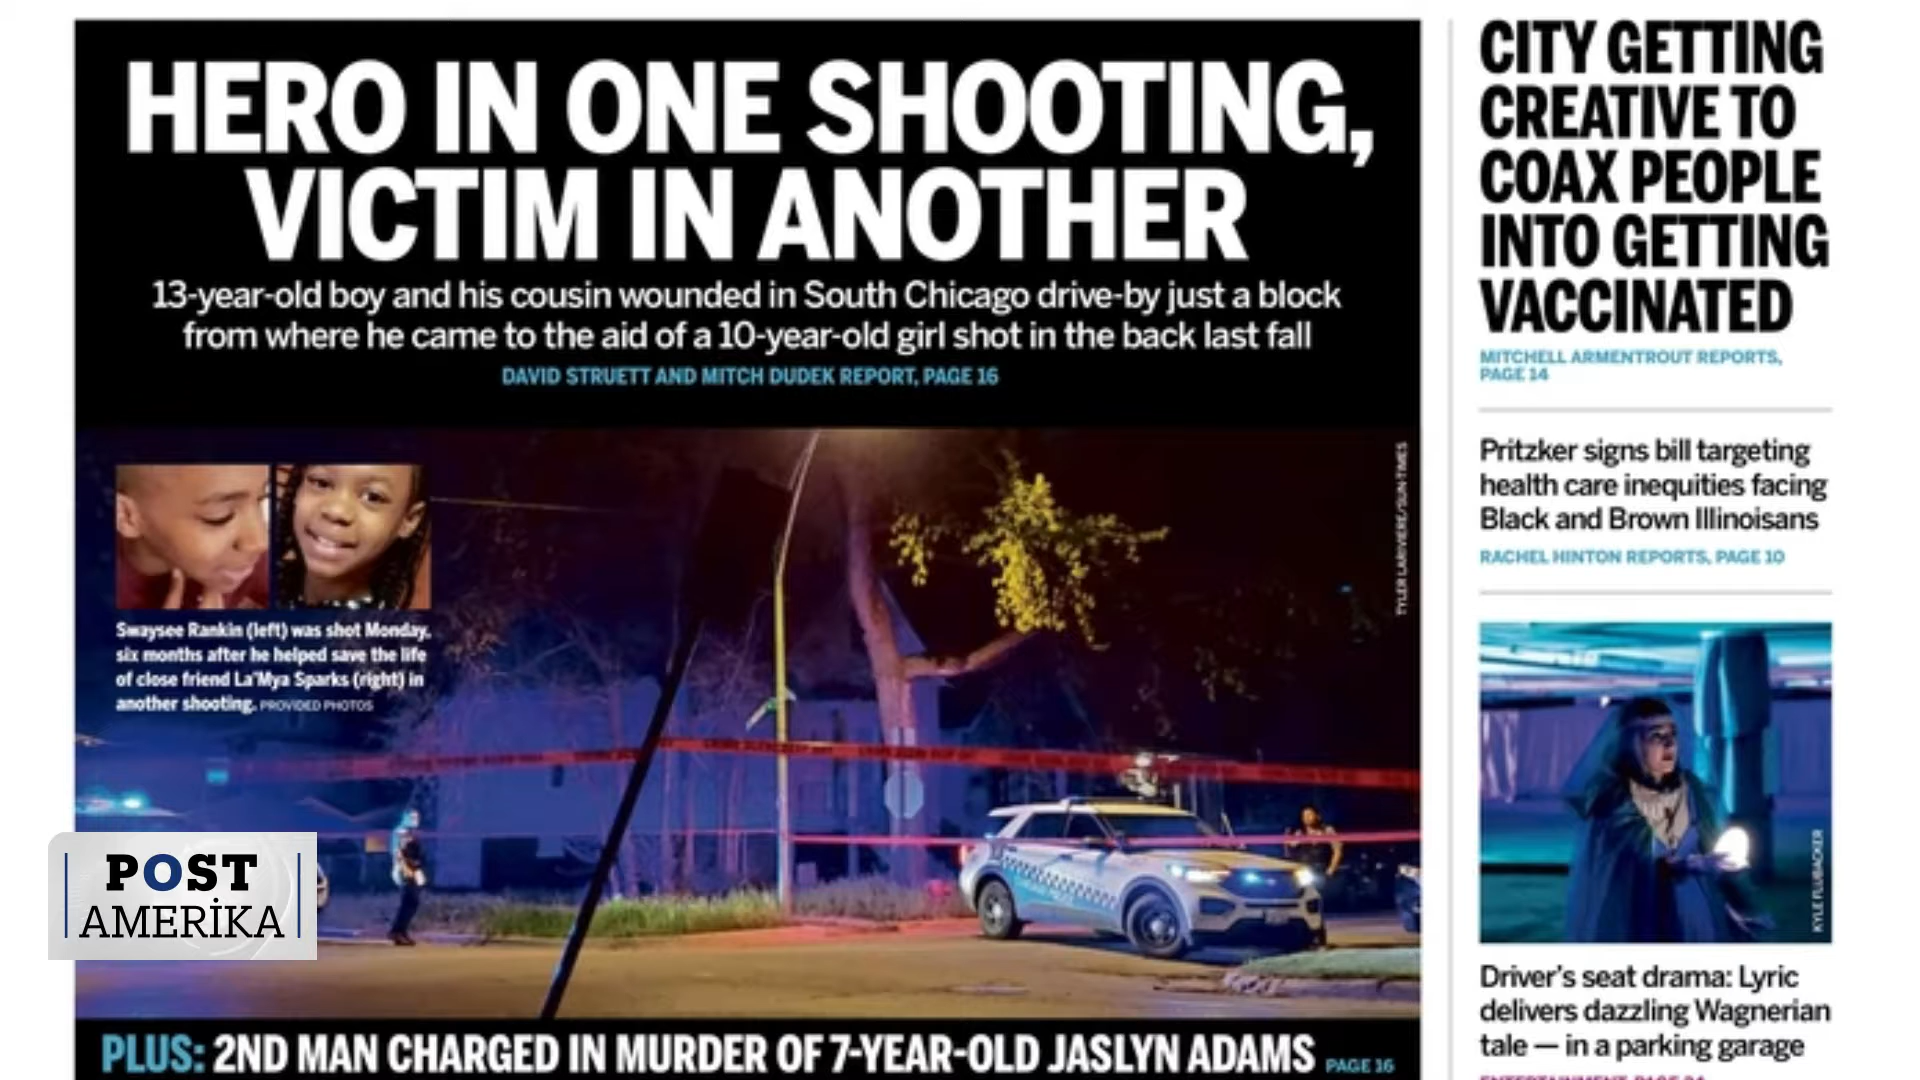 HERO IN ONE SHOOTING,
VICTIM IN ANOTHER
13-year-old boy and his cousin wounded in South Chicago drive-by just a block
from where he came to the aid of a 10-year-old girl shot in the back last fall
DAVID STRUETT AND MITCH DUDEK REPORT, PAGE 16
TYLER LARIVIERE/SUN-TIMES
Swaysee Rankin (left) was shot Monday,
six months after he helped save the life
of close friend La'Mya Sparks (right) in
another shooting. PROVIDED PHOTOS
POST
AMERİKA
PLUS: 2ND MAN CHARGED IN MURDER OF 7-YEAR-OLD JASLYN ADAMS PAGE 16
CITY GETTING
CREATIVE TO
COAX PEOPLE
INTO GETTING
VACCINATED
MITCHELL ARMENTROUT REPORTS,
PAGE 14
Pritzker signs bill targeting
health care inequities facing
Black and Brown Illinoisans
RACHEL HINTON REPORTS, PAGE 10
KYLE FLUBACKER
Driver's seat drama: Lyric
delivers dazzling Wagnerian
tale — in a parking garage